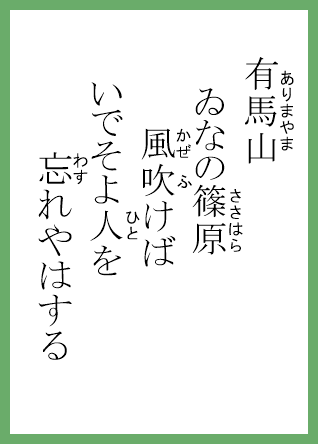 有馬山
ゐなの篠原
風吹けば
いでそよ人を
忘れやはする
ありまやま
ささはら
かぜ ふ
ひと
わす